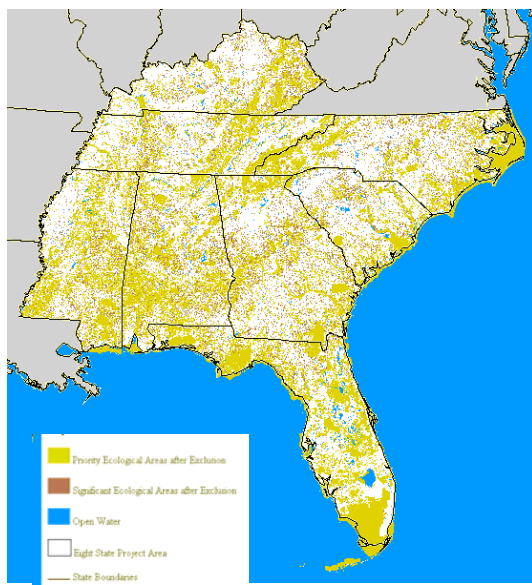 Priority Ecological Areas after Exclusion
Significant Ecological Areas after Exclusion
Open Water
Eight State Project Area
State Boundaries